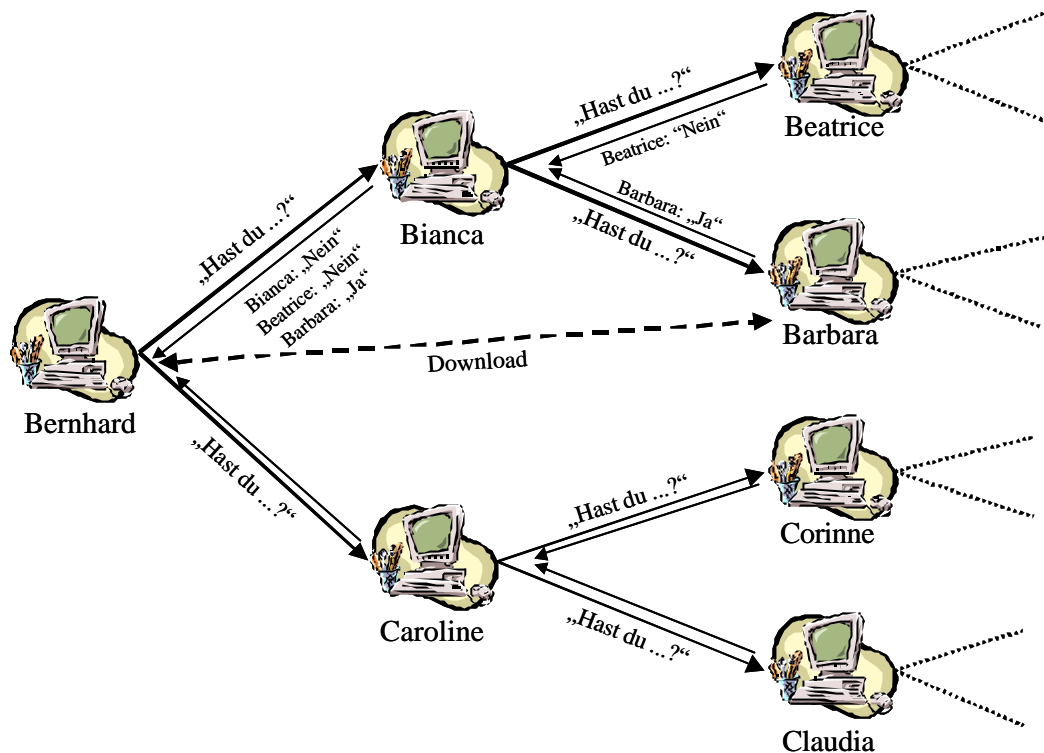 „Hast du ...?“
Beatrice: “Nein“
Beatrice
Bianca
„Hast du ...?“
Bianca: „Nein“
Beatrice: „Nein“
Barbara: „Ja“
Barbara: „Ja“
„Hast du ...?“
Barbara
Download
Bernhard
„Hast du ...?“
„Hast du ...?“
Corinne
Caroline
„Hast du ...?“
Claudia